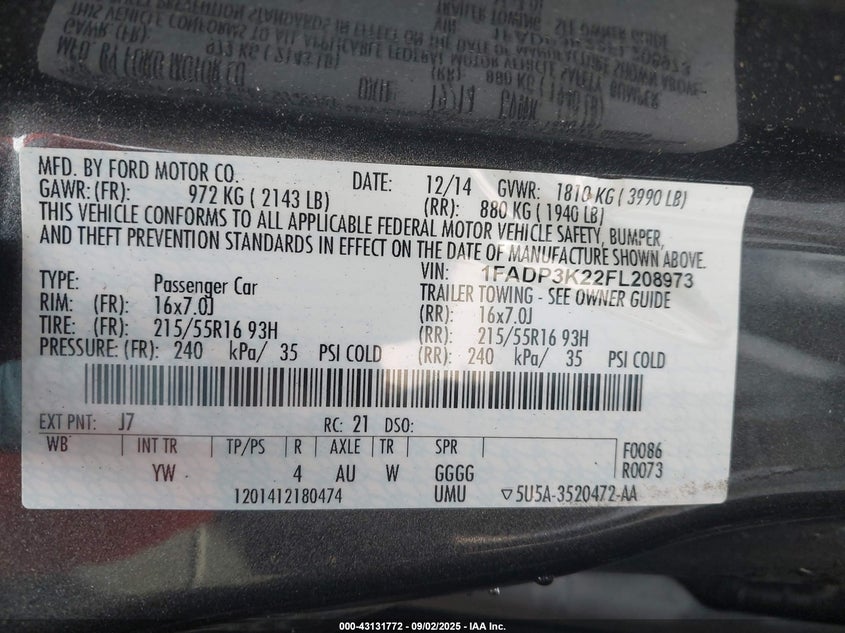 MFD. BY FORD MOTOR CO. DATE: 12/14 GVWR: 1810 KG ( 3990 LB)
GAWR: (FR): 972 KG ( 2143 LB) (RR): 880 KG ( 1940 LB)
THIS VEHICLE CONFORMS TO ALL APPLICABLE FEDERAL MOTOR VEHICLE SAFETY, BUMPER,
AND THEFT PREVENTION STANDARDS IN EFFECT ON THE DATE OF MANUFACTURE SHOWN ABOVE.
VIN: 1FADP3K22FL208973
TYPE: Passenger Car TRAILER TOWING - SEE OWNER GUIDE
RIM: (FR): 16x7.0J (RR): 16x7.0J
TIRE: (FR): 215/55R16 93H (RR): 215/55R16 93H
PRESSURE: (FR): 240 kPa/ 35 PSI COLD (RR): 240 kPa/ 35 PSI COLD
EXT PNT: J7 RC: 21 DSO:
WB INT TR TP/PS R AXLE TR SPR F0086
YW 4 AU W GGGG R0073
1201412180474 UMU ▽5U5A-3520472-AA
000-43131772 - 09/02/2025 - IAA Inc.